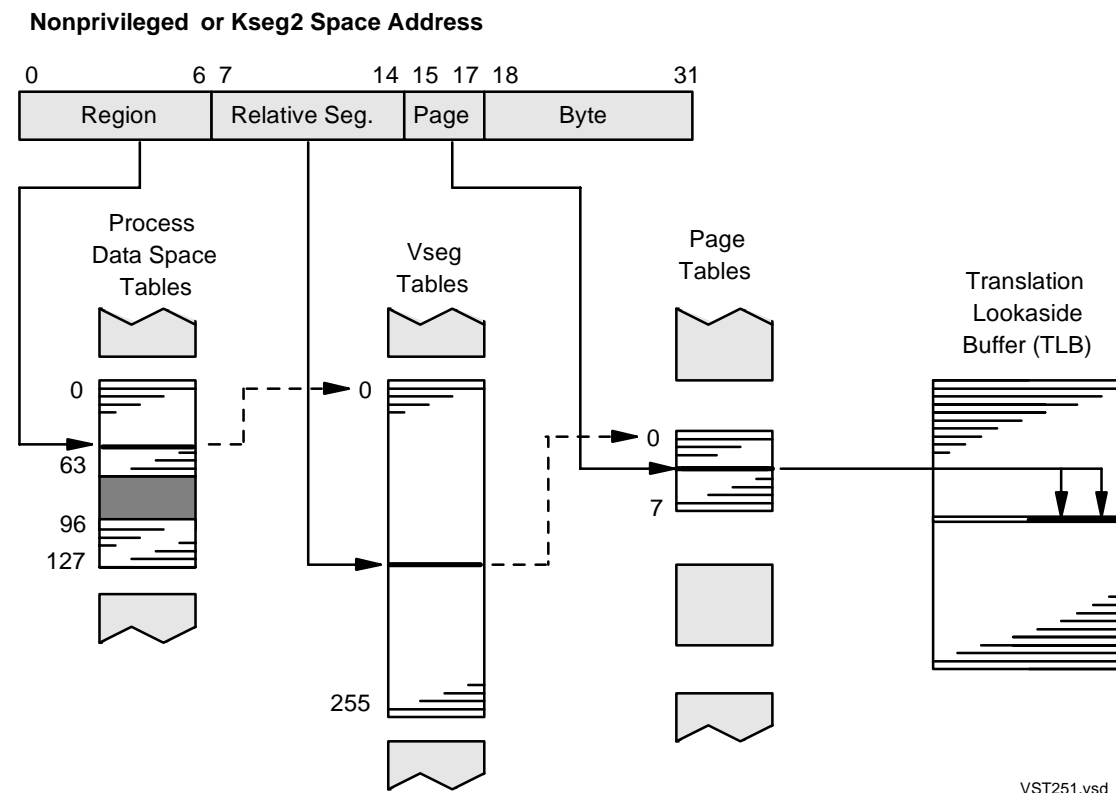 Nonprivileged or Kseg2 Space Address
0 6 7 14 15 17 18 31
Region Relative Seg. Page Byte
Process
Data Space
Tables
Vseg
Tables
Page
Tables
Translation
Lookaside
Buffer (TLB)
0
63
96
127
0
255
0
7
VST251.vsd